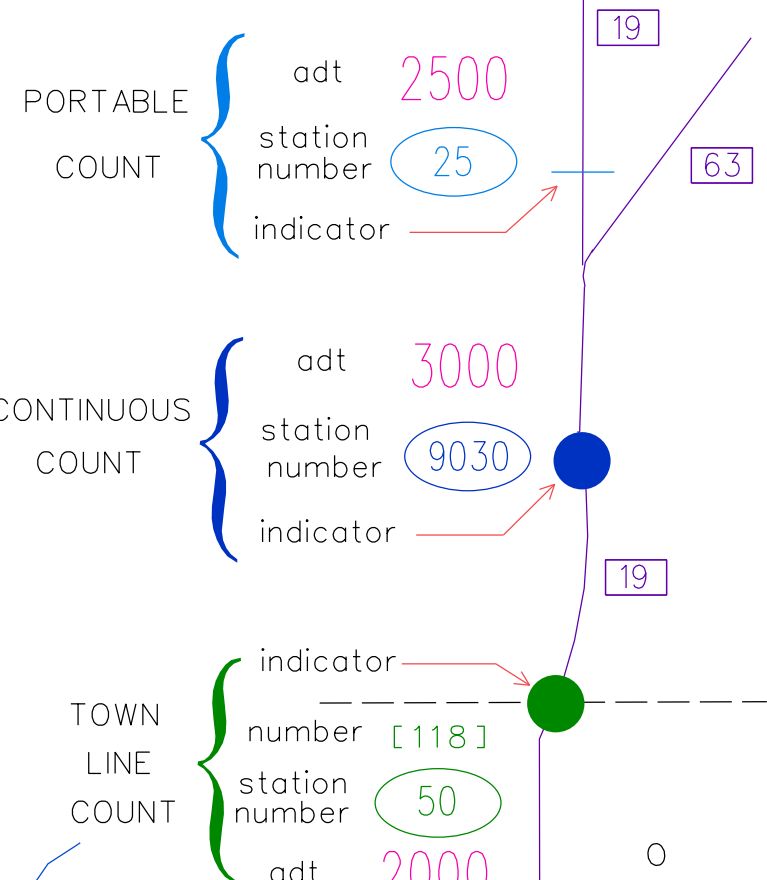 19
adt 2500
PORTABLE
COUNT
station
number 25
63
indicator
adt 3000
CONTINUOUS
COUNT
station
number 9030
indicator
19
indicator
TOWN
LINE
COUNT
number [118]
station
number 50
adt 2000
O